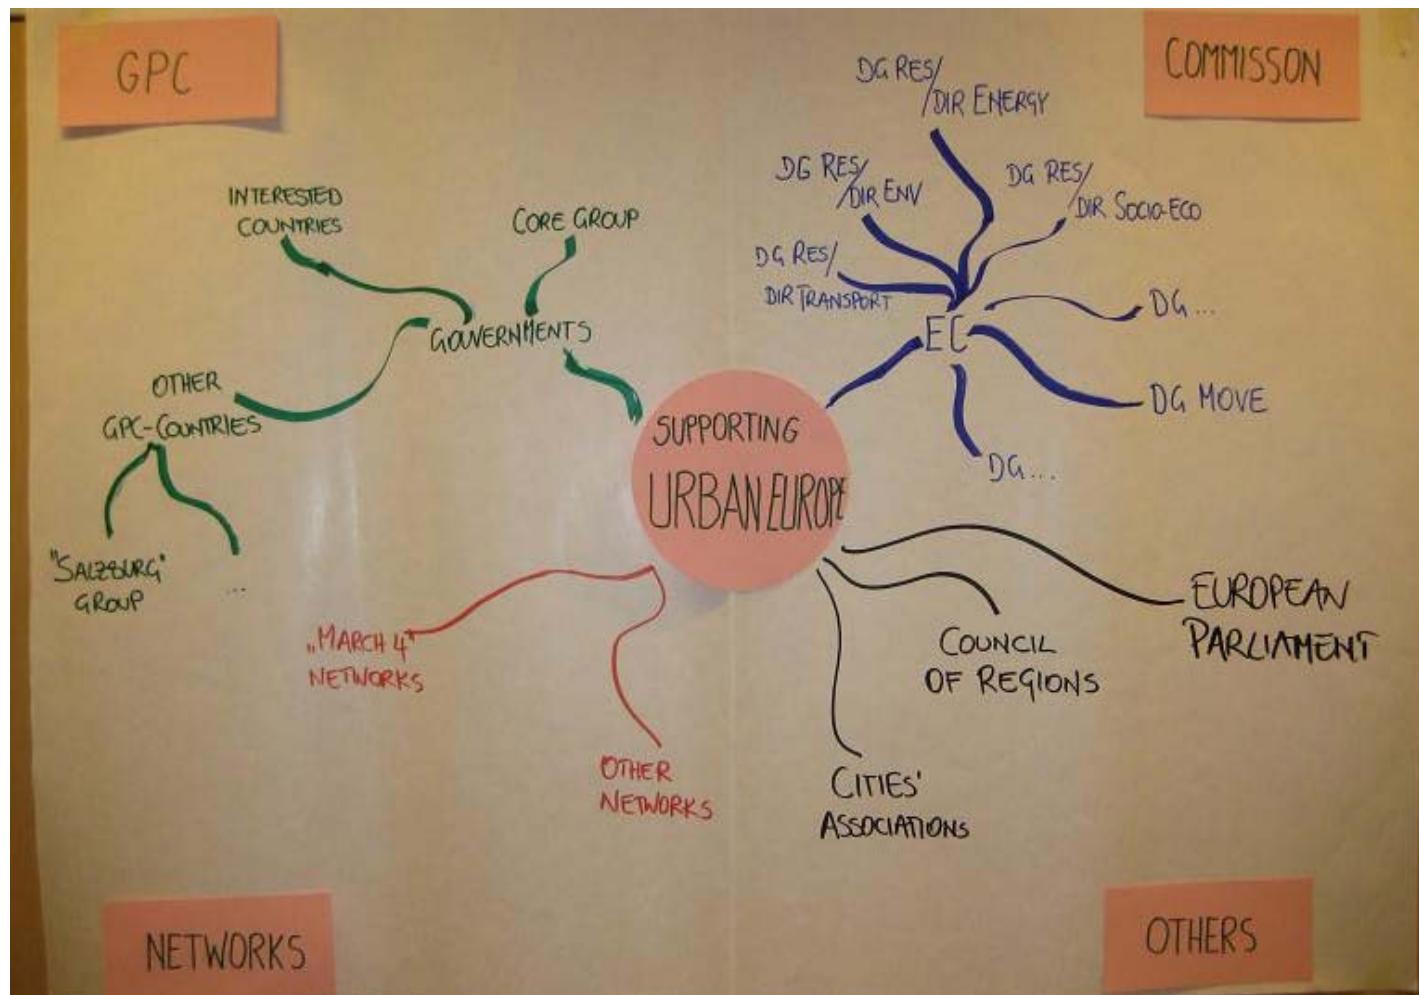 GPC
COMMISSON
DG RES/
DIR ENERGY
DG RES/
DIR ENV
DG RES/
DIR SOCIO-ECO
DG RES/
DIR TRANSPORT
EC
DG ...
DG MOVE
DG ...
INTERESTED
COUNTRIES
CORE GROUP
GOUVERNMENTS
OTHER
GPC-COUNTRIES
"SALZBURG"
GROUP
...
SUPPORTING
URBAN EUROPE
„MARCH 4"
NETWORKS
OTHER
NETWORKS
EUROPEAN
PARLIAMENT
COUNCIL
OF REGIONS
CITIES'
ASSOCIATIONS
NETWORKS
OTHERS